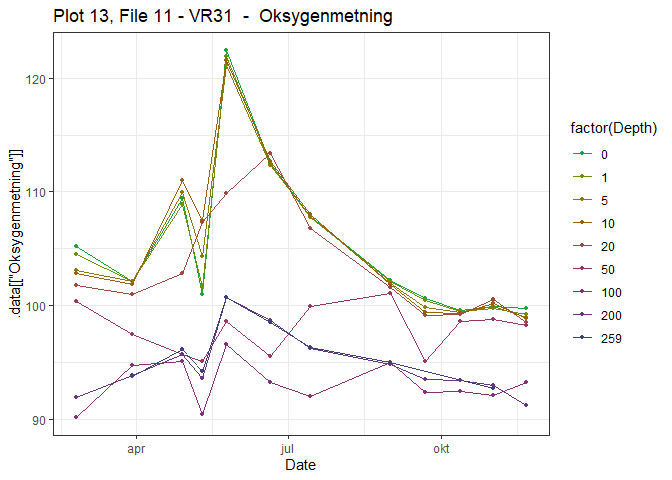 Plot 13, File 11 - VR31  -  Oksygenmetning
.data[["Oksygenmetning"]]
120
110
100
90
apr
jul
okt
Date
factor(Depth)
0
1
5
10
20
50
100
200
259